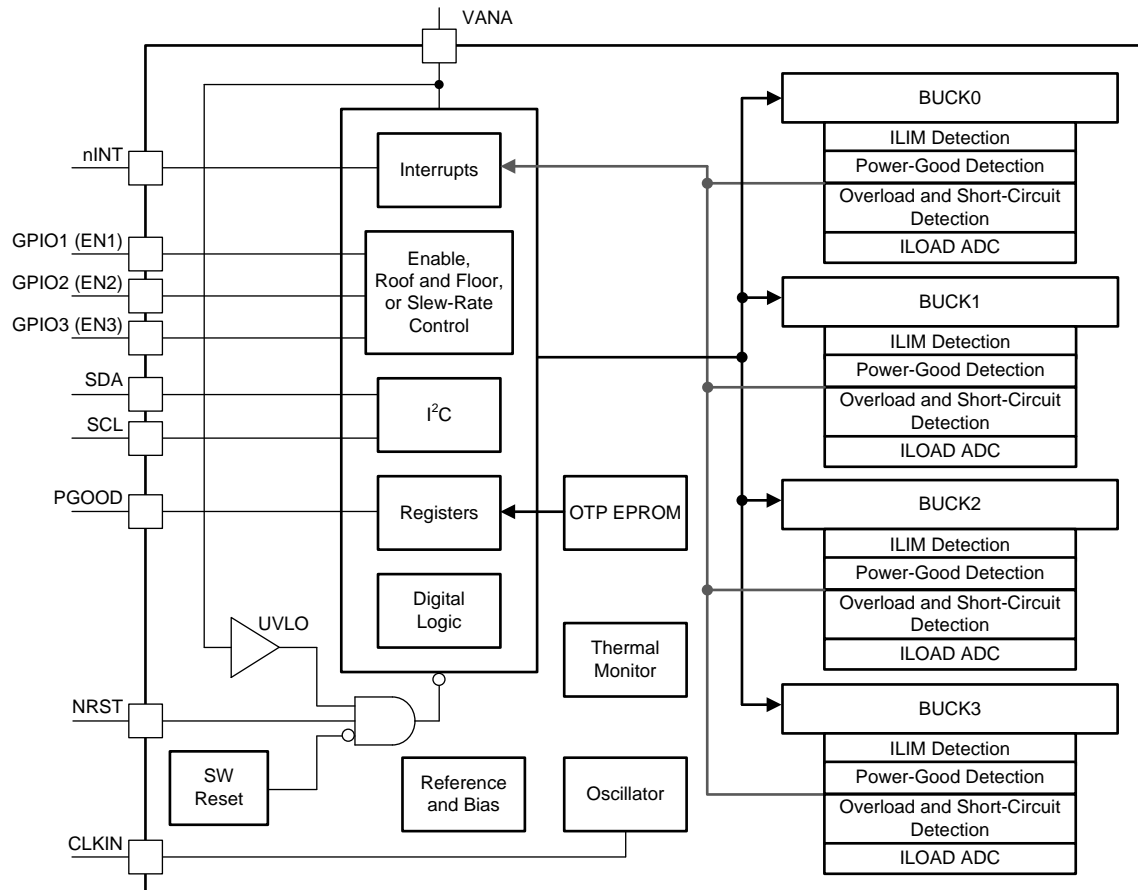 VANA
nINT
GPIO1 (EN1)
GPIO2 (EN2)
GPIO3 (EN3)
SDA
SCL
PGOOD
NRST
CLKIN
Interrupts
Enable,
Roof and Floor,
or Slew-Rate
Control
I²C
Registers
Digital
Logic
UVLO
SW
Reset
Reference
and Bias
OTP EPROM
Thermal
Monitor
Oscillator
BUCK0
ILIM Detection
Power-Good Detection
Overload and Short-Circuit
Detection
ILOAD ADC
BUCK1
ILIM Detection
Power-Good Detection
Overload and Short-Circuit
Detection
ILOAD ADC
BUCK2
ILIM Detection
Power-Good Detection
Overload and Short-Circuit
Detection
ILOAD ADC
BUCK3
ILIM Detection
Power-Good Detection
Overload and Short-Circuit
Detection
ILOAD ADC